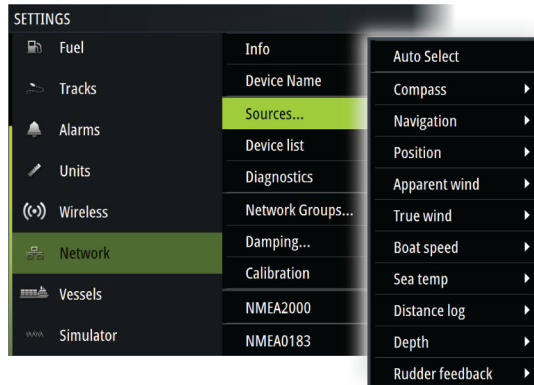 SETTINGS
Fuel
Tracks
Alarms
Units
Wireless
Network
Vessels
Simulator
Info
Device Name
Sources...
Device list
Diagnostics
Network Groups...
Damping...
Calibration
NMEA2000
NMEA0183
Auto Select
Compass
Navigation
Position
Apparent wind
True wind
Boat speed
Sea temp
Distance log
Depth
Rudder feedback